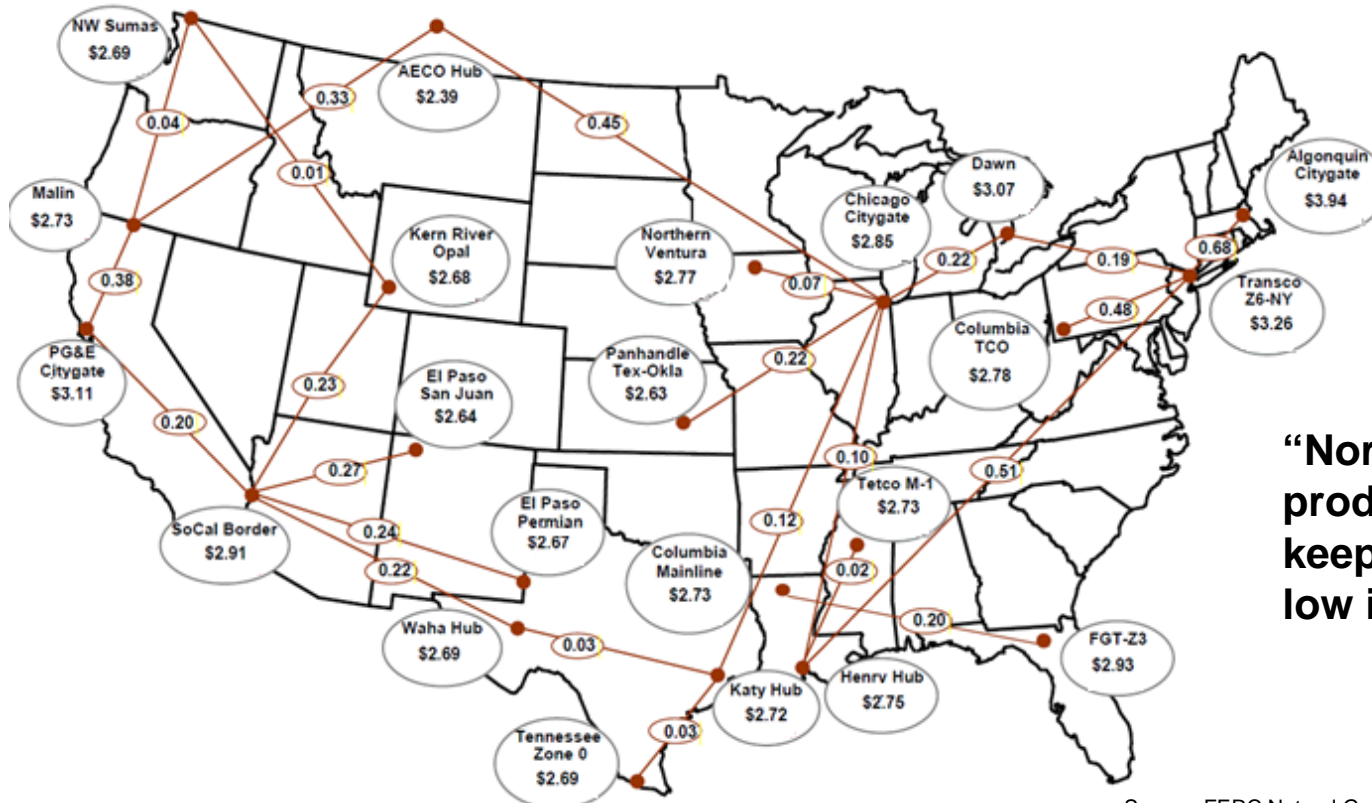 NW Sumas
$2.69
AECO Hub
$2.39
0.33
0.04
0.45
0.01
Algonquin
Citygate
$3.94
Dawn
$3.07
Malin
$2.73
Chicago
Citygate
$2.85
Kern River
Opal
$2.68
Northern
Ventura
$2.77
0.68
0.22
0.19
0.38
0.07
Transco
Z6-NY
$3.26
0.48
Columbia
TCO
$2.78
PG&E
Citygate
$3.11
Panhandle
Tex-Okla
$2.63
0.22
El Paso
San Juan
$2.64
0.23
0.20
0.27
0.10
0.51
Tetco M-1
$2.73
El Paso
Permian
$2.67
SoCal Border
$2.91
0.24
0.12
Columbia
Mainline
$2.73
0.22
0.02
Waha Hub
$2.69
0.03
0.20
FGT-Z3
$2.93
Katy Hub
$2.72
Henry Hub
$2.75
0.03
Tennessee
Zone 0
$2.69
“Nor
prod
keep
low i